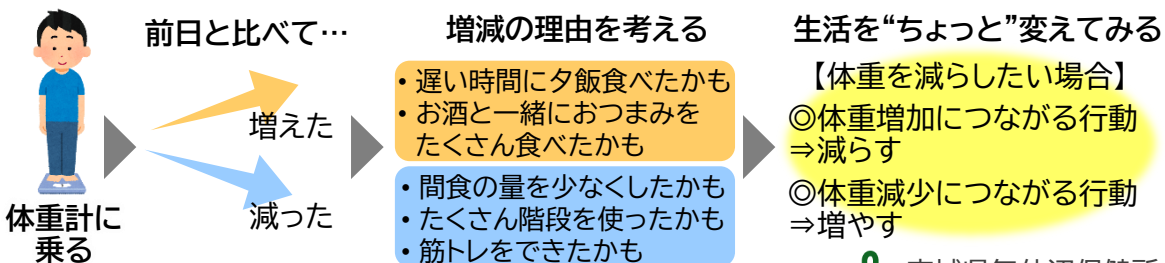 体重計に
乗る
前日と比べて…
増えた
減った
増減の理由を考える
・遅い時間に夕飯食べたかも
・お酒と一緒におつまみを
たくさん食べたかも
・間食の量を少なくしたかも
・たくさん階段を使ったかも
・筋トレをできたかも
生活を“ちょっと”変えてみる
【体重を減らしたい場合】
◎体重増加につながる行動
⇒減らす
◎体重減少につながる行動
⇒増やす